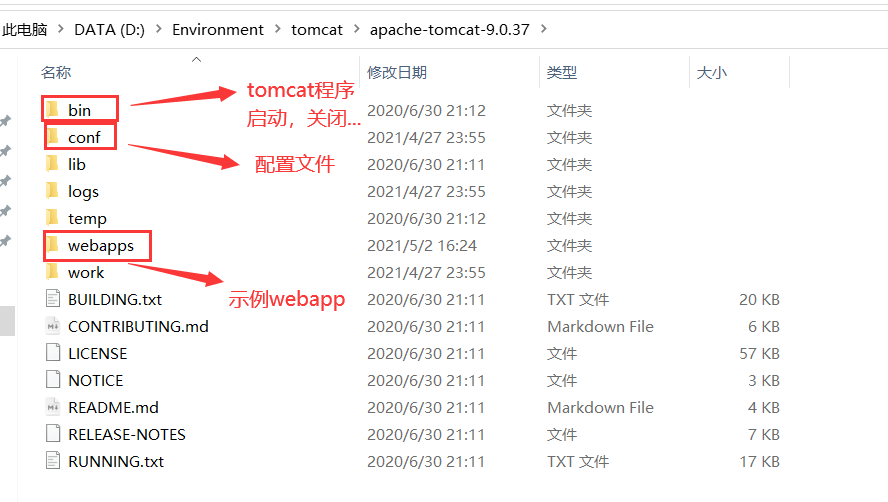 此电脑 > DATA (D:) > Environment > tomcat > apache-tomcat-9.0.37 >
名称 修改日期 类型 大小
bin 2020/6/30 21:12 文件夹
tomcat程序
启动，关闭...
conf 2021/4/27 23:55 文件夹
配置文件
lib 2020/6/30 21:11 文件夹
logs 2021/4/27 23:55 文件夹
temp 2020/6/30 21:12 文件夹
webapps 2021/5/2 16:24 文件夹
work 2021/4/27 23:55 文件夹
示例webapp
BUILDING.txt 2020/6/30 21:11 TXT 文件 20 KB
CONTRIBUTING.md 2020/6/30 21:11 Markdown File 6 KB
LICENSE 2020/6/30 21:11 文件 57 KB
NOTICE 2020/6/30 21:11 文件 3 KB
README.md 2020/6/30 21:11 Markdown File 4 KB
RELEASE-NOTES 2020/6/30 21:11 文件 7 KB
RUNNING.txt 2020/6/30 21:11 TXT 文件 17 KB